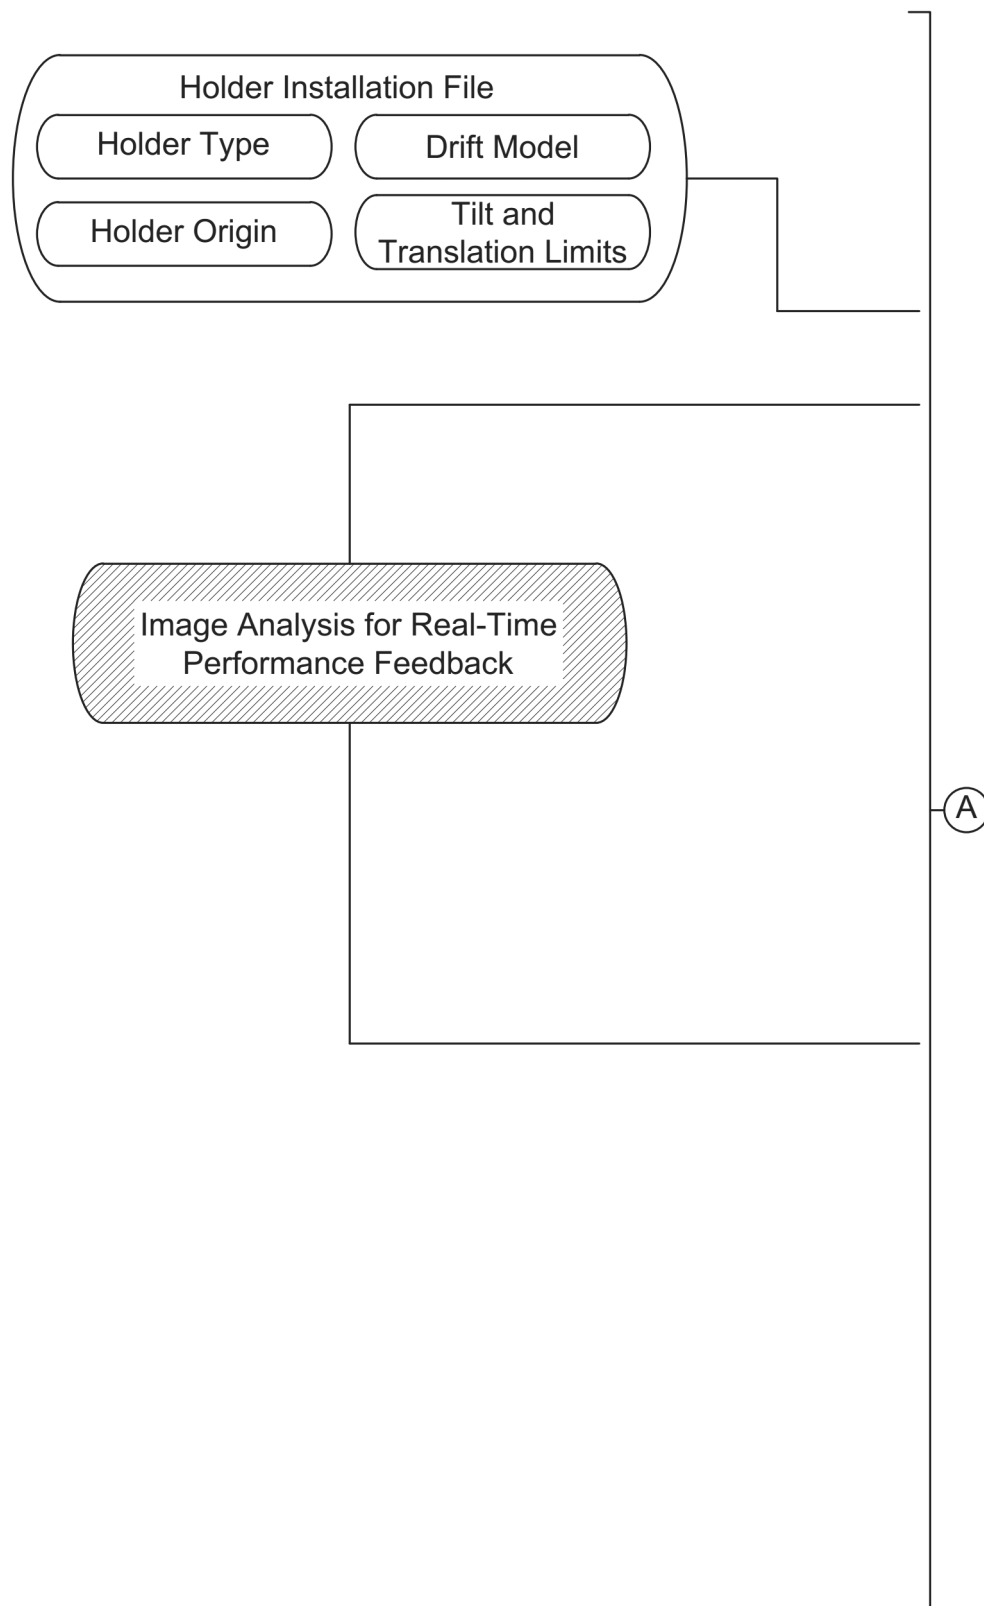 Holder Installation File
Holder Type
Drift Model
Holder Origin
Tilt and
Translation Limits
Image Analysis for Real-Time
Performance Feedback
A